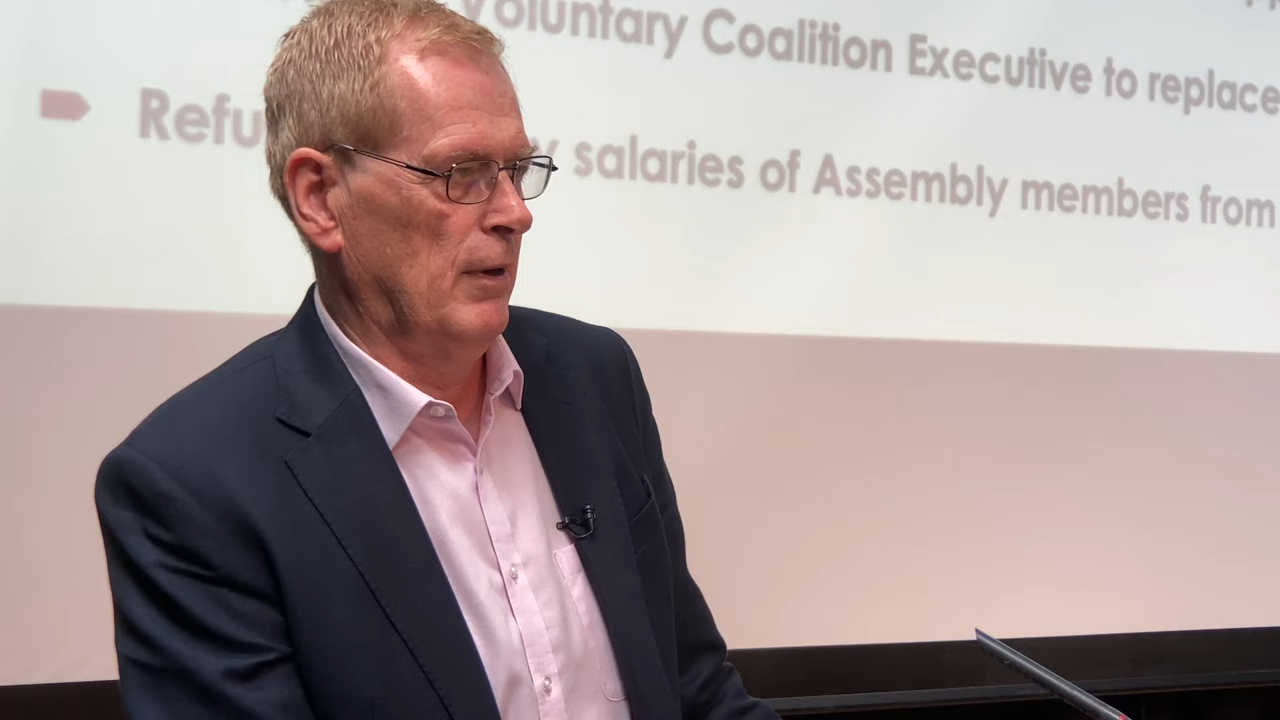 Voluntary Coalition Executive to replace
Refu salaries of Assembly members from